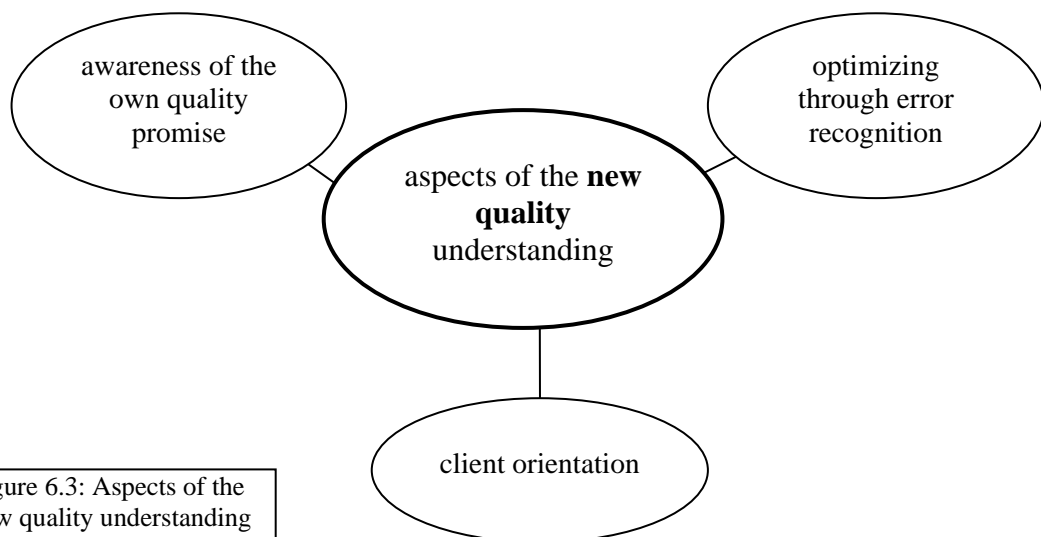 awareness of the
own quality
promise
optimizing
through error
recognition
aspects of the new
quality
understanding
client orientation
gure 6.3: Aspects of the
w quality understanding